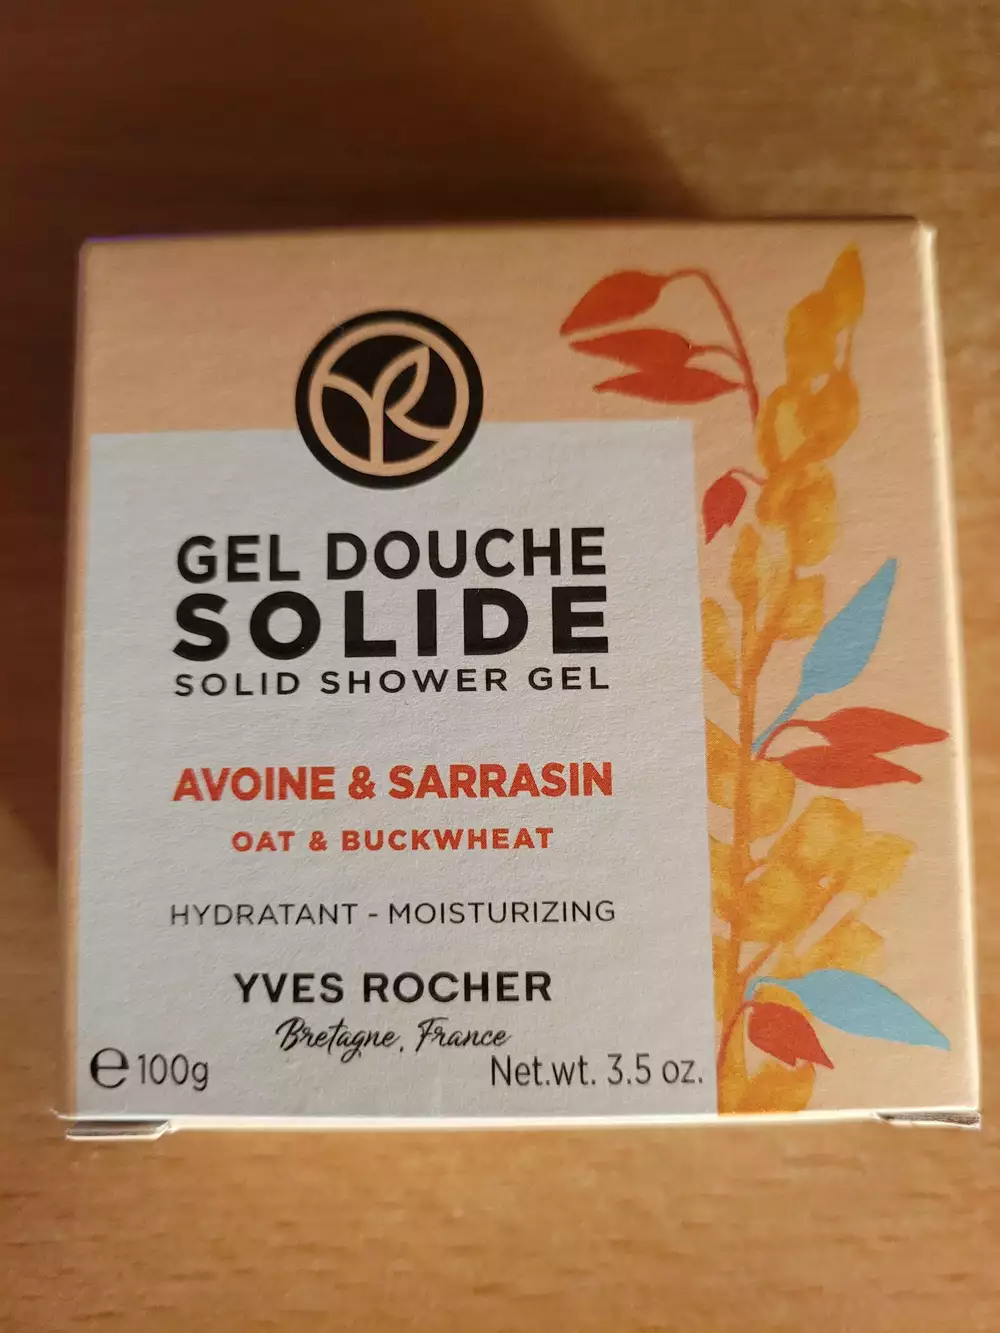 GEL DOUCHE
SOLIDE
SOLID SHOWER GEL
AVOINE & SARRASIN
OAT & BUCKWHEAT
HYDRATANT - MOISTURIZING
YVES ROCHER
Bretagne, France
℮100g Net.wt. 3.5 oz.